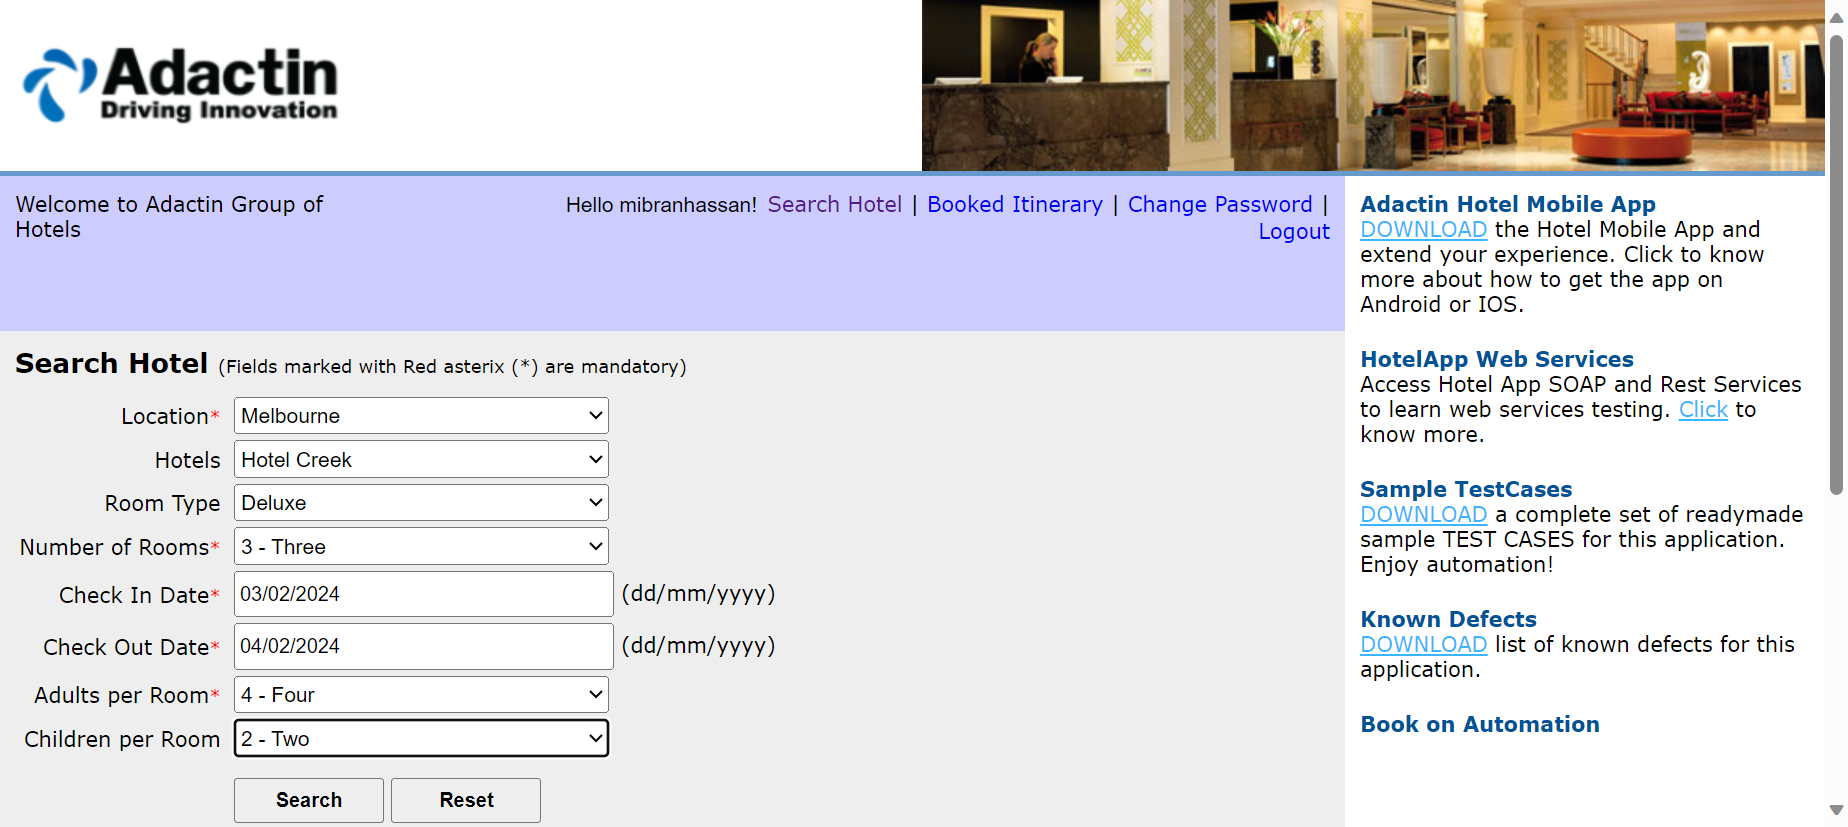 Adactin
Driving Innovation
Welcome to Adactin Group of
Hotels
Hello mibranhassan! Search Hotel | Booked Itinerary | Change Password |
Logout
Search Hotel (Fields marked with Red asterix (*) are mandatory)
Location* Melbourne
Hotels Hotel Creek
Room Type Deluxe
Number of Rooms* 3 - Three
Check In Date* 03/02/2024 (dd/mm/yyyy)
Check Out Date* 04/02/2024 (dd/mm/yyyy)
Adults per Room* 4 - Four
Children per Room 2 - Two
Search Reset
Adactin Hotel Mobile App
DOWNLOAD the Hotel Mobile App and
extend your experience. Click to know
more about how to get the app on
Android or IOS.
HotelApp Web Services
Access Hotel App SOAP and Rest Services
to learn web services testing. Click to
know more.
Sample TestCases
DOWNLOAD a complete set of readymade
sample TEST CASES for this application.
Enjoy automation!
Known Defects
DOWNLOAD list of known defects for this
application.
Book on Automation